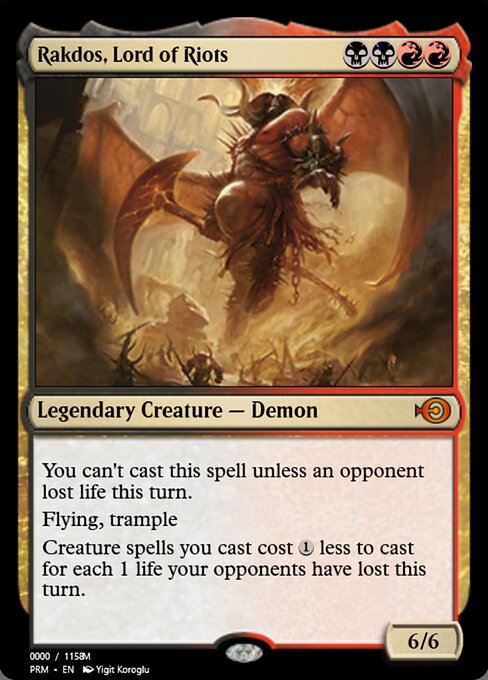 Rakdos, Lord of Riots
Legendary Creature — Demon
You can't cast this spell unless an opponent
lost life this turn.
Flying, trample
Creature spells you cast cost 1 less to cast
for each 1 life your opponents have lost this
turn.
6/6
0000 / 1158M
PRM • EN Yigit Koroglu